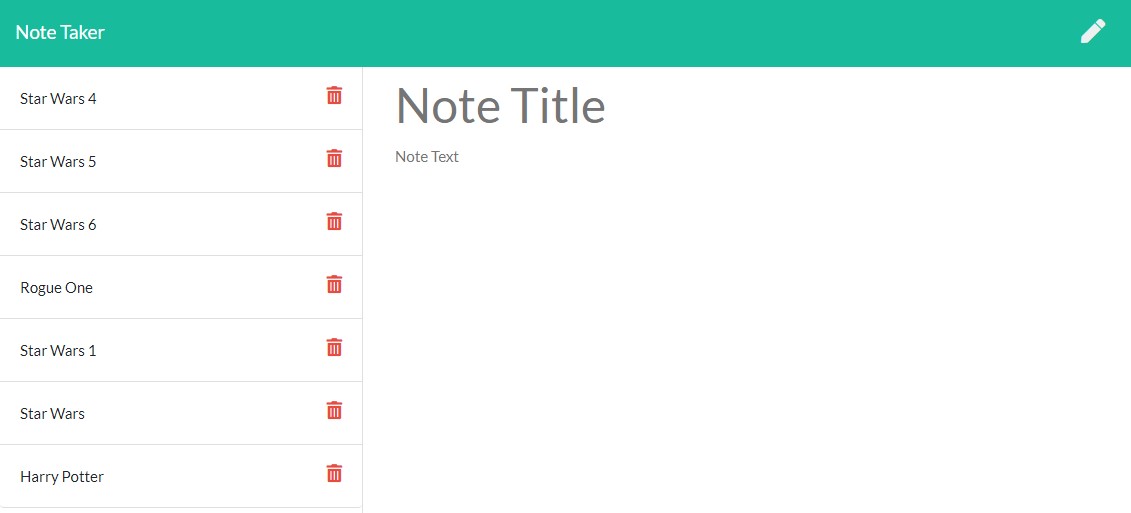 Note Taker
Star Wars 4
Star Wars 5
Star Wars 6
Rogue One
Star Wars 1
Star Wars
Harry Potter
Note Title
Note Text